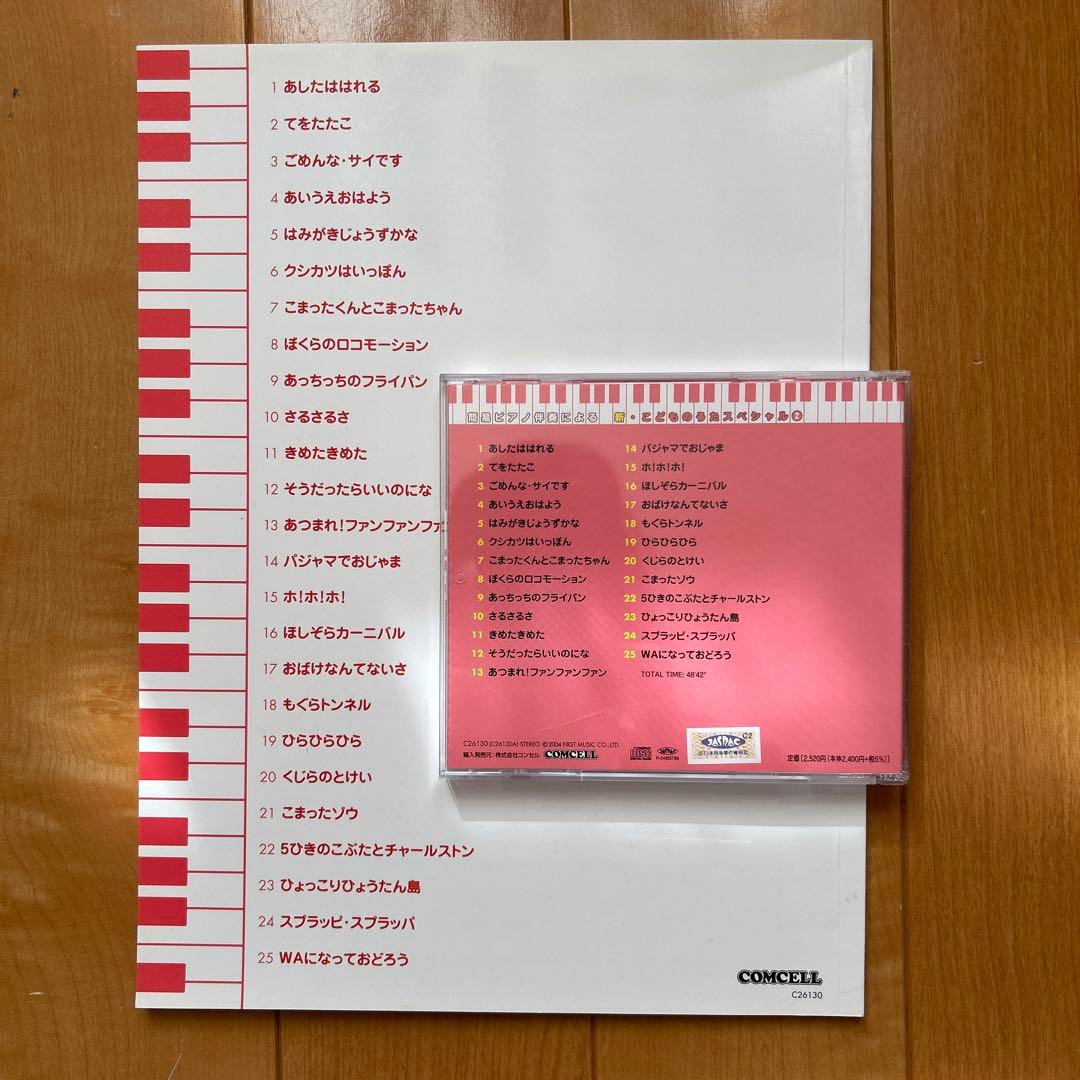 1 あしたははれる
2 てをたたこ
3 ごめんな・サイです
4 あいうえおはよう
5 はみがきじょうずかな
6 クシカツはいっぽん
7 こまったくんとこまったちゃん
8 ぼくらのロコモーション
9 あっちっちのフライパン
10 さるさるさ
11 きめたきめた
12 そうだったらいいのにな
13 あつまれ!ファンファンファ
14 パジャマでおじゃま
15 ホ!ホ!ホ!
16 ほしぞらカーニバル
17 おばけなんてないさ
18 もぐらトンネル
19 ひらひらひら
20 くじらのとけい
21 こまったゾウ
22 5ひきのこぶたとチャールストン
23 ひょっこりひょうたん島
24 スプラッピ・スプラッパ
25 WAになっておどろう
COMCELL
C26130
簡易ピアノ伴奏による 新・こどものうたスペシャル②
1 あしたははれる
2 てをたたこ
3 ごめんな・サイです
4 あいうえおはよう
5 はみがきじょうずかな
6 クシカツはいっぽん
7 こまったくんとこまったちゃん
8 ぼくらのロコモーション
9 あっちっちのフライパン
10 さるさるさ
11 きめたきめた
12 そうだったらいいのにな
13 あつまれ!ファンファンファン
14 パジャマでおじゃま
15 ホ!ホ!ホ!
16 ほしぞらカーニバル
17 おばけなんてないさ
18 もぐらトンネル
19 ひらひらひら
20 くじらのとけい
21 こまったゾウ
22 5ひきのこぶたとチャールストン
23 ひょっこりひょうたん島
24 スプラッピ・スプラッパ
25 WAになっておどろう
TOTAL TIME: 48'42"
C26130(C26130A) STEREO ©2004 FIRST MUSIC CO.,LTD.
輸入発売元:株式会社コンセル COMCELL
JASRAC
C2
定価[2,520円(本体2,400円+税5%)]